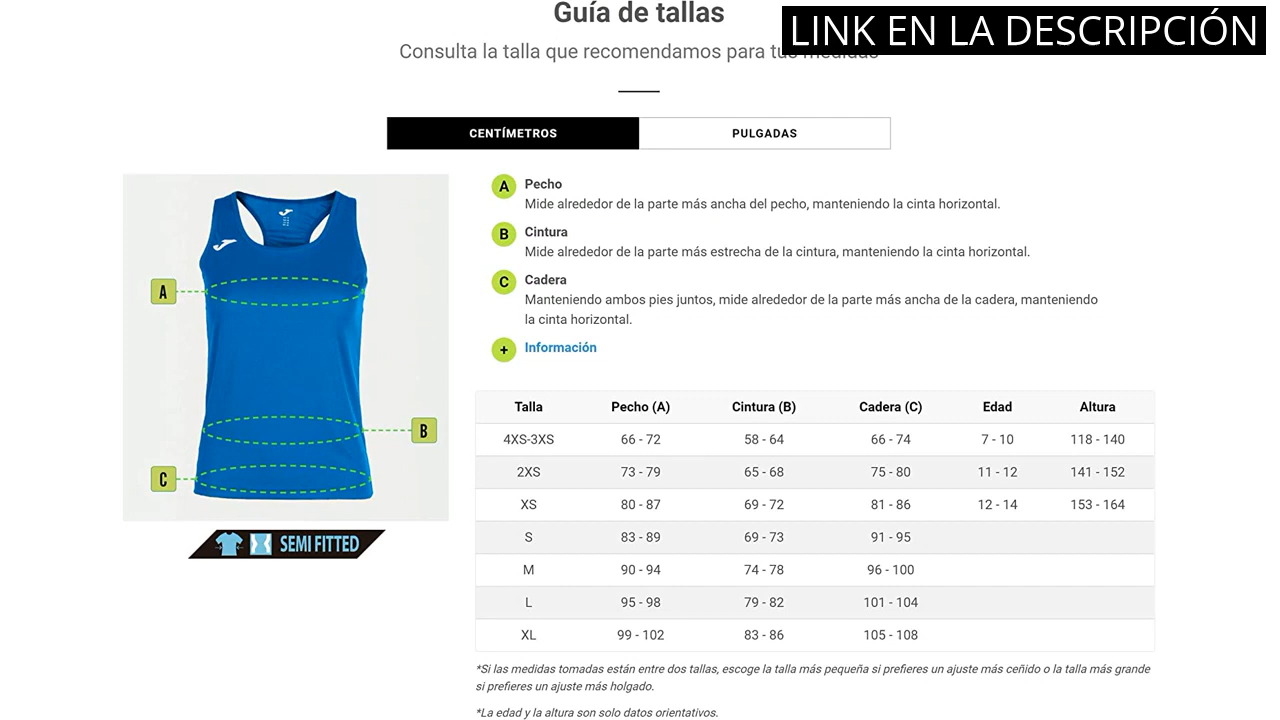 Guía de tallas
LINK EN LA DESCRIPCIÓN
Consulta la talla que recomendamos para tus medidas
CENTÍMETROS PULGADAS
A Pecho
Mide alrededor de la parte más ancha del pecho, manteniendo la cinta horizontal.
B Cintura
Mide alrededor de la parte más estrecha de la cintura, manteniendo la cinta horizontal.
C Cadera
Manteniendo ambos pies juntos, mide alrededor de la parte más ancha de la cadera, manteniendo
la cinta horizontal.
+ Información
A
B
C
SEMI FITTED
Talla Pecho (A) Cintura (B) Cadera (C) Edad Altura
4XS-3XS 66 - 72 58 - 64 66 - 74 7 - 10 118 - 140
2XS 73 - 79 65 - 68 75 - 80 11 - 12 141 - 152
XS 80 - 87 69 - 72 81 - 86 12 - 14 153 - 164
S 83 - 89 69 - 73 91 - 95
M 90 - 94 74 - 78 96 - 100
L 95 - 98 79 - 82 101 - 104
XL 99 - 102 83 - 86 105 - 108
*Si las medidas tomadas están entre dos tallas, escoge la talla más pequeña si prefieres un ajuste más ceñido o la talla más grande
si prefieres un ajuste más holgado.
*La edad y la altura son solo datos orientativos.